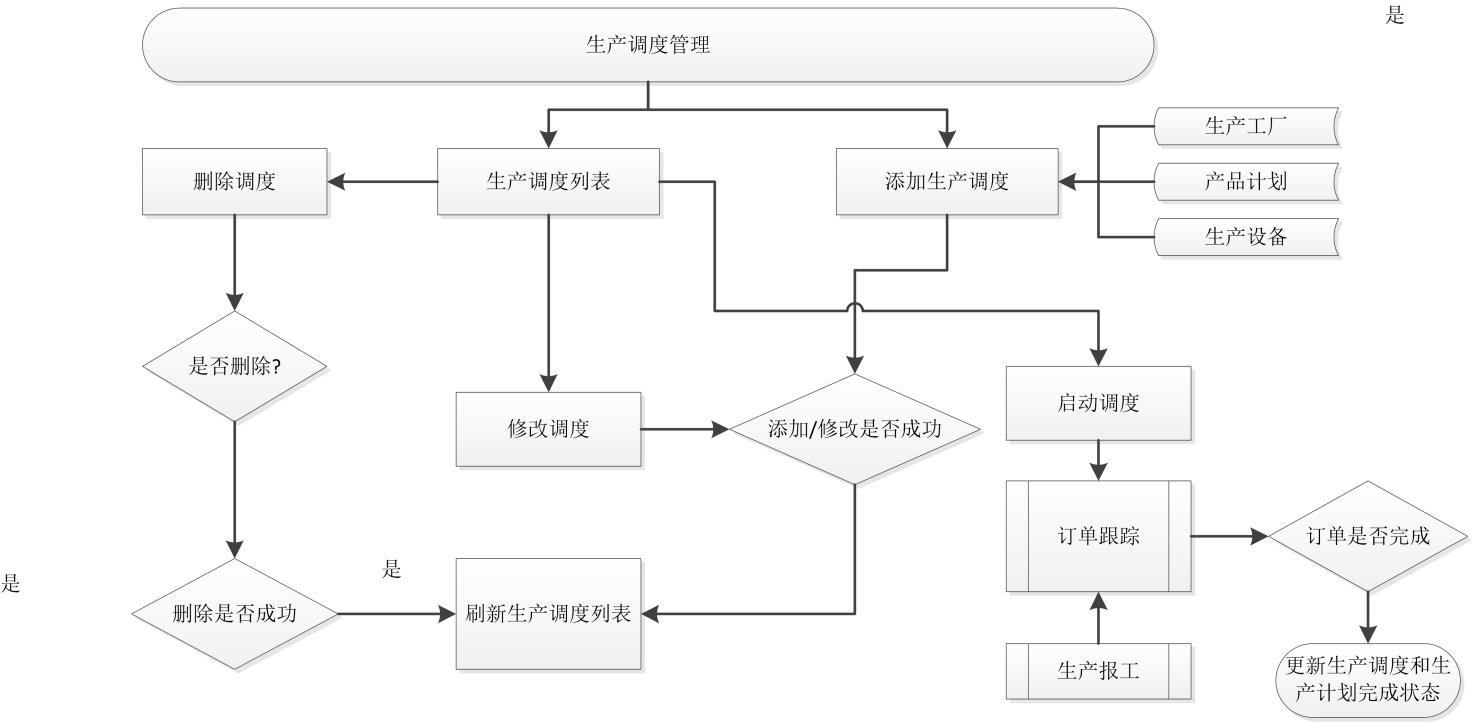 是
生产调度管理
生产工厂
删除调度
生产调度列表
添加生产调度
产品计划
生产设备
是否删除?
启动调度
修改调度
添加/修改是否成功
订单跟踪
订单是否完成
是
是
删除是否成功
刷新生产调度列表
生产报工
更新生产调度和生
产计划完成状态